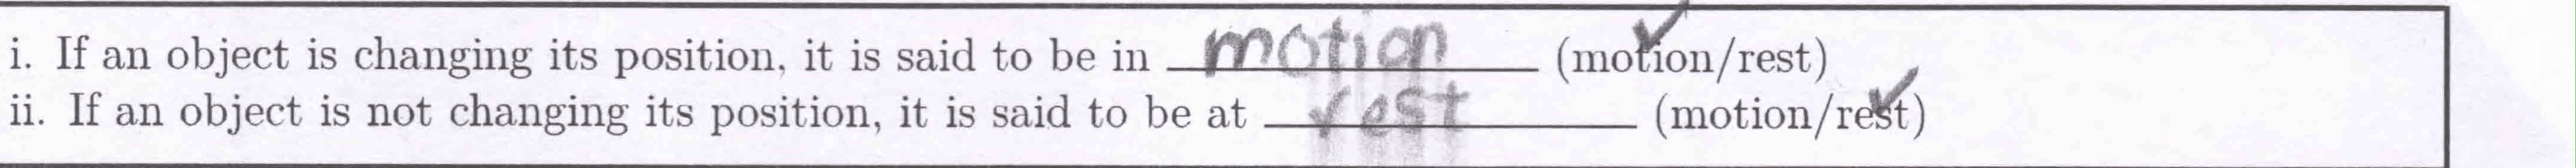 i. If an object is changing its position, it is said to be in motion (motion/rest)
ii. If an object is not changing its position, it is said to be at rest (motion/rest)